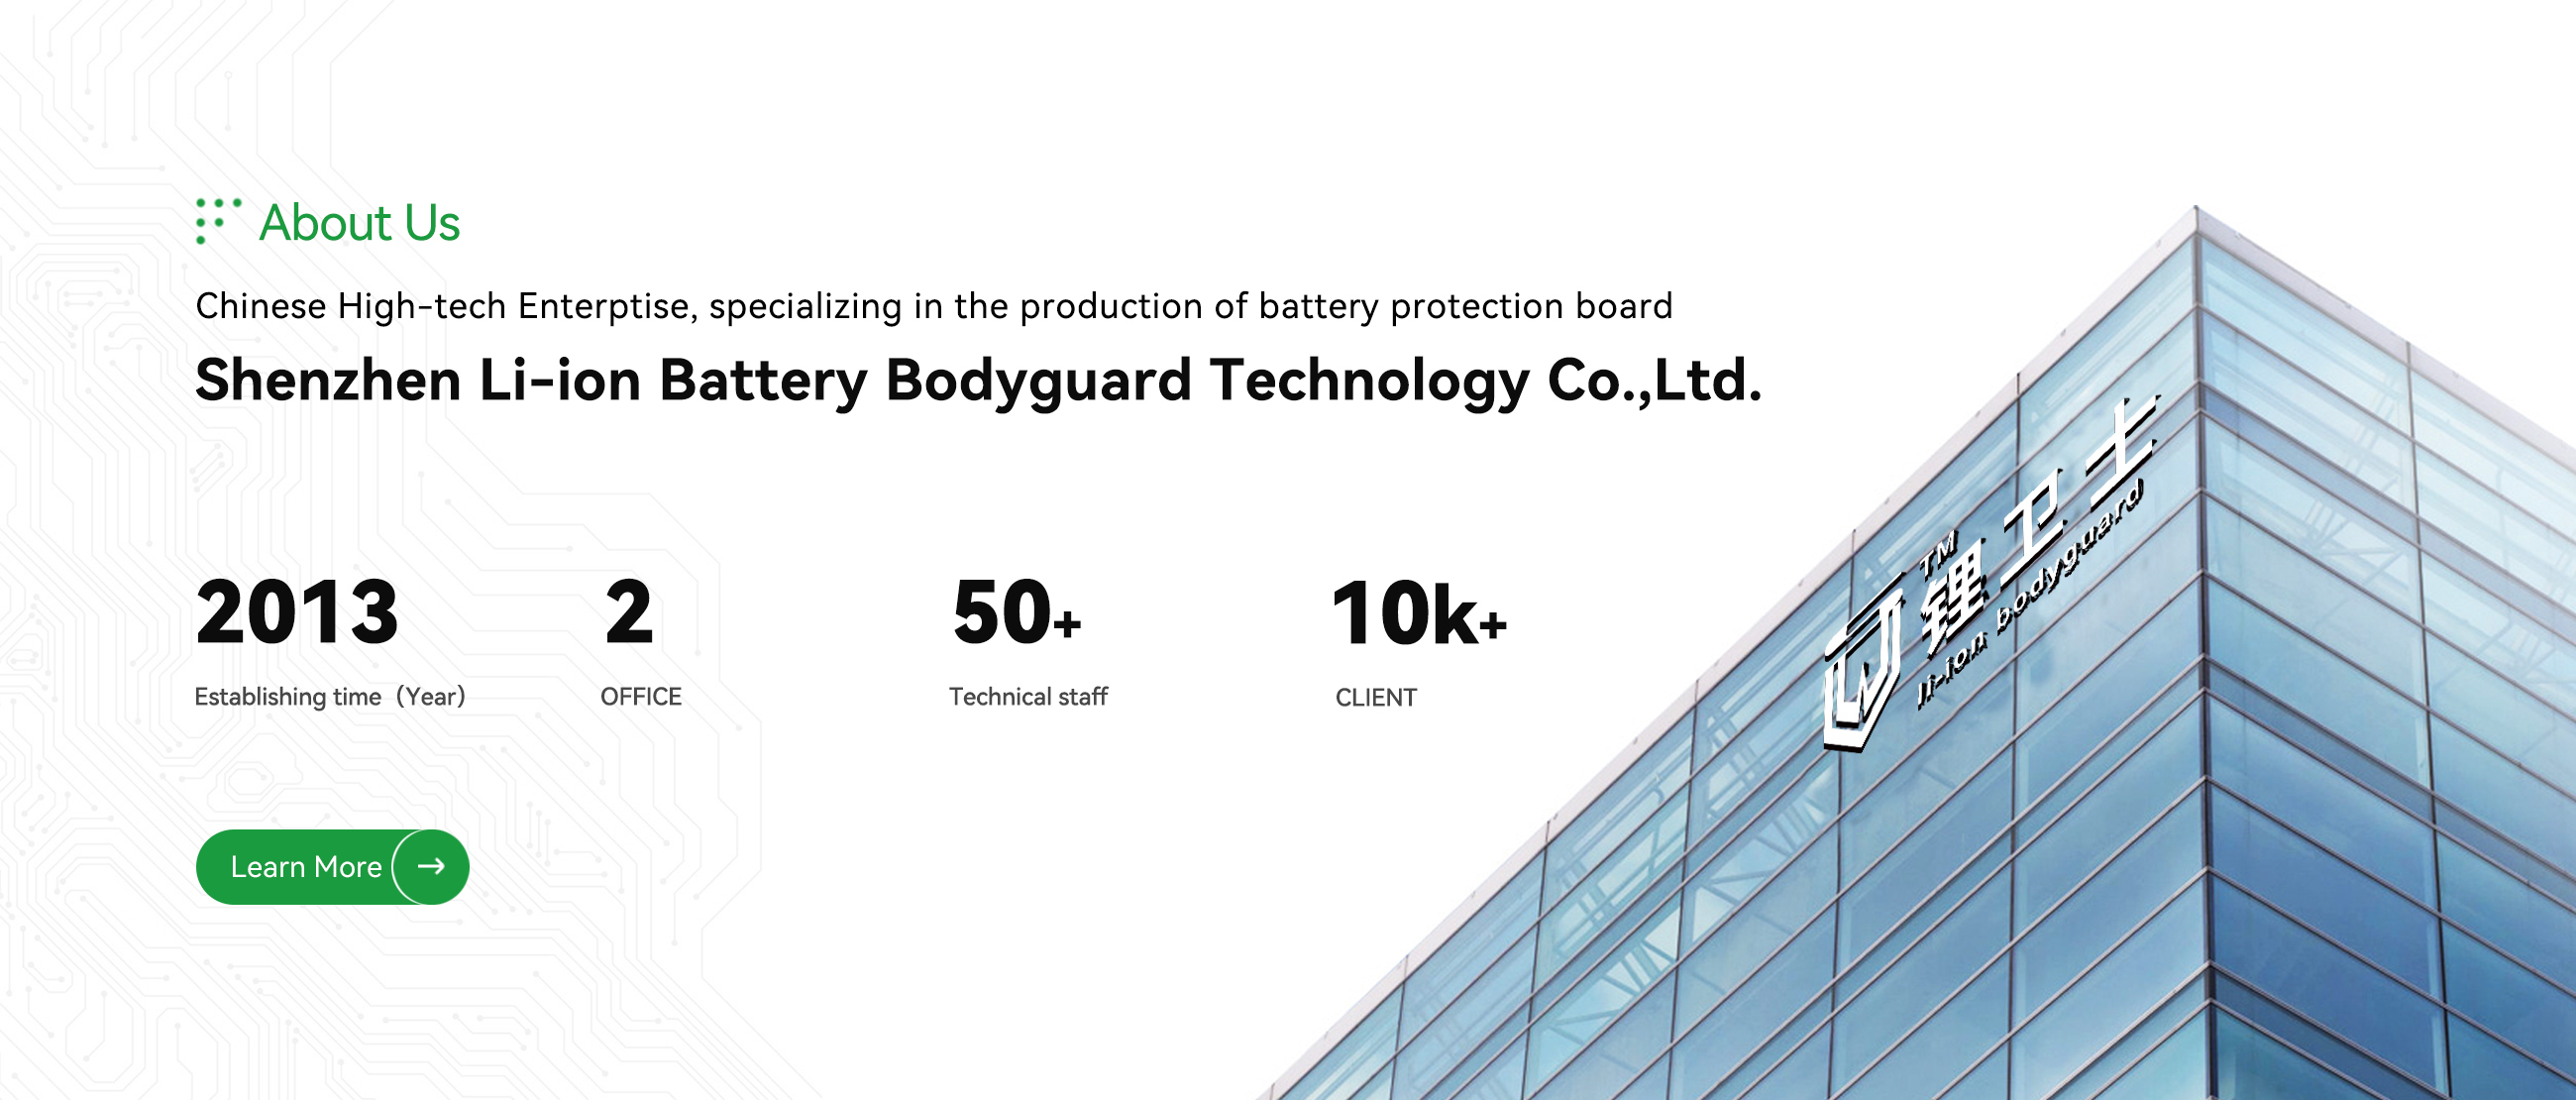 About Us
Chinese High-tech Enterptise, specializing in the production of battery protection board
Shenzhen Li-ion Battery Bodyguard Technology Co.,Ltd.
2013
Establishing time（Year）
2
OFFICE
50+
Technical staff
10k+
CLIENT
Learn More
锂卫士
TM
li-ion bodyguard